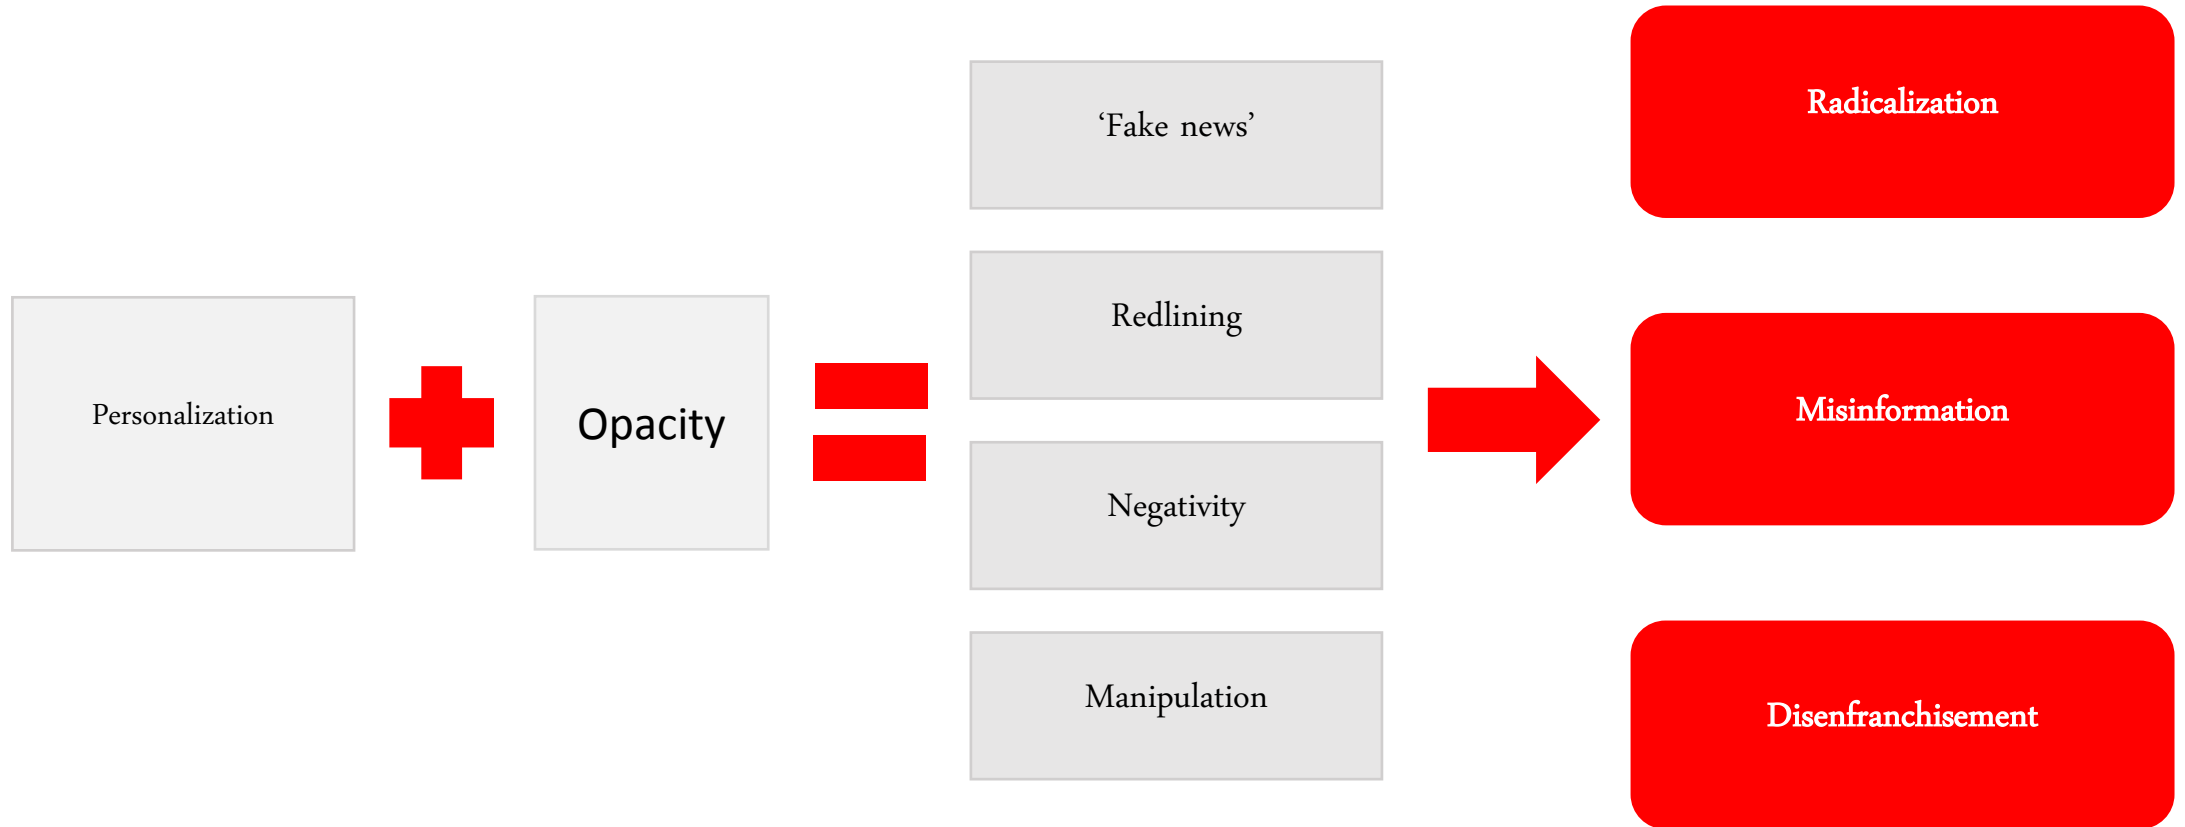 Personalization
Opacity
‘Fake news’
Redlining
Negativity
Manipulation
Radicalization
Misinformation
Disenfranchisement